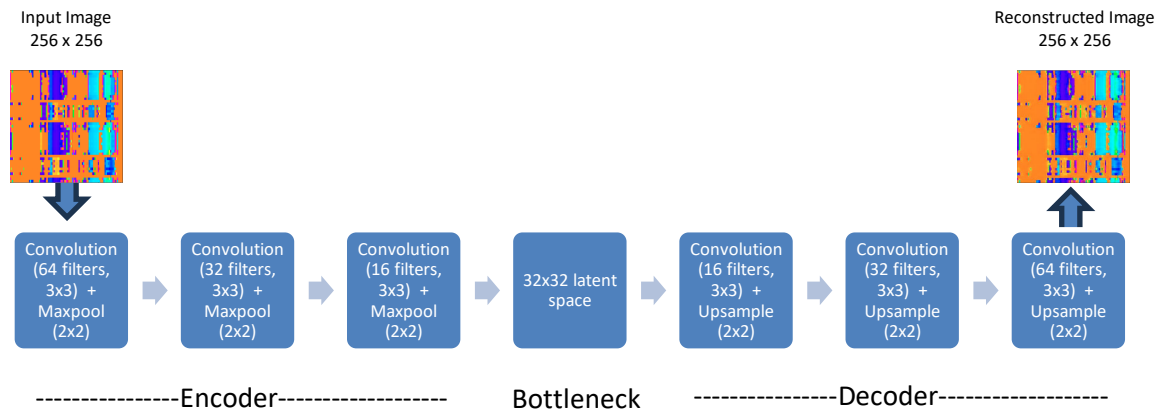 Input Image
256 x 256
Reconstructed Image
256 x 256
Convolution
(64 filters,
3x3) +
Maxpool
(2x2)
Convolution
(32 filters,
3x3) +
Maxpool
(2x2)
Convolution
(16 filters,
3x3) +
Maxpool
(2x2)
32x32 latent
space
Convolution
(16 filters,
3x3) +
Upsample
(2x2)
Convolution
(32 filters,
3x3) +
Upsample
(2x2)
Convolution
(64 filters,
3x3) +
Upsample
(2x2)
-----------------Encoder--------------------
Bottleneck
-----------------Decoder--------------------